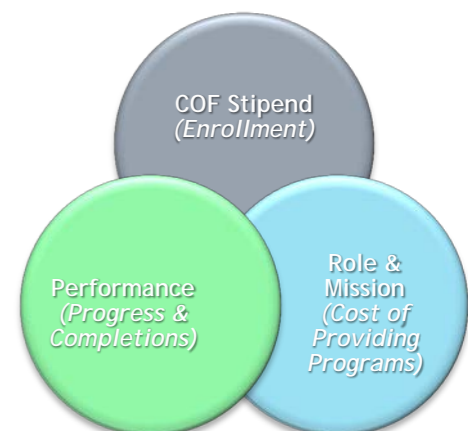 COF Stipend
(Enrollment)
Performance
(Progress &
Completions)
Role &
Mission
(Cost of
Providing
Programs)